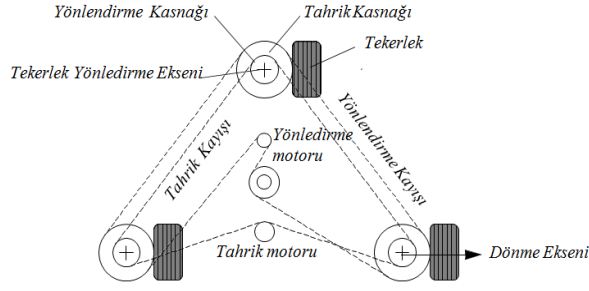 Yönlendirme Kasnağı
Tahrik Kasnağı
Tekerlek
Tekerlek Yönledirme Ekseni
Yönlendirme Kayışı
Tahrik Kayışı
Yönledirme
motoru
Tahrik motoru
Dönme Ekseni